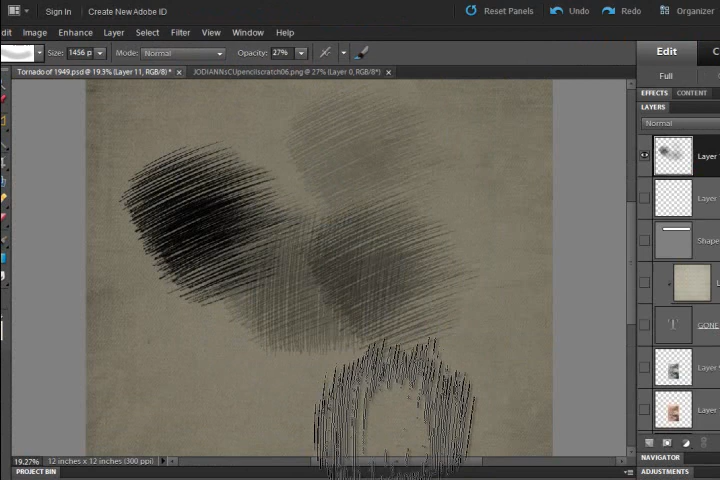 Sign In Create New Adobe ID Reset Panels Undo Redo Organizer
dit Image Enhance Layer Select Filter View Window Help
Size: 1456 p Mode: Normal Opacity: 27% Edit
Tornado of 1949.psd @ 19.3% (Layer 11, RGB/8) * × JODIANNsCUpencilscratch06.png @ 27% (Layer 0, RGB/8*) ×
Full
EFFECTS CONTENT
LAYERS
Normal
Layer
Layer
Shape
L
GONE
Layer
Layer
19.27% 12 inches x 12 inches (300 ppi)
NAVIGATOR
PROJECT BIN
ADJUSTMENTS